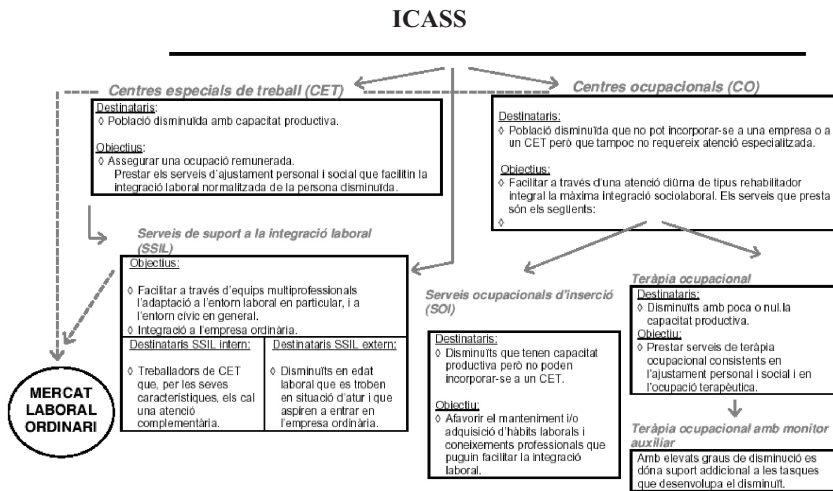 ICASS
Centres especials de treball (CET)
Destinataris:
◊ Població disminuïda amb capacitat productiva.
Objectius:
◊ Assegurar una ocupació remunerada.
Prestar els serveis d'ajustament personal i social que facilitin la
integració laboral normalitzada de la persona disminuïda.
Centres ocupacionals (CO)
Destinataris:
◊ Població disminuïda que no pot incorporar-se a una empresa o a
un CET però que tampoc no requereix atenció especialitzada.
Objectius:
◊ Facilitar a través d'una atenció diürna de tipus rehabilitador
integral la màxima integració sociolaboral. Els serveis que presta
són els següents:
◊
Serveis de suport a la integració laboral
(SSIL)
Objectius:
◊ Facilitar a través d'equips multiprofessionals
l'adaptació a l'entorn laboral en particular, i a
l'entorn cívic en general.
◊ Integració a l'empresa ordinària.
Destinataris SSIL intern:
◊ Treballadors de CET
que, per les seves
característiques, els cal
una atenció
complementària.
Destinataris SSIL extern:
◊ Disminuïts en edat
laboral que es troben
en situació d'atur i que
aspiren a entrar en
l'empresa ordinària.
MERCAT
LABORAL
ORDINARI
Serveis ocupacionals d'inserció (SOI)
Destinataris:
◊ Disminuïts que tenen capacitat
productiva però no poden
incorporar-se a un CET.
Objectiu:
◊ Afavorir el manteniment i/o
adquisició d'hàbits laborals i
coneixements professionals que
puguin facilitar la integració
laboral.
Teràpia ocupacional
Destinataris:
◊ Disminuïts amb poca o nul.la
capacitat productiva.
Objectiu:
◊ Prestar serveis de teràpia
ocupacional consistents en
l'ajustament personal i social i en
l'ocupació terapèutica.
Teràpia ocupacional amb monitor
auxiliar
Amb elevats graus de disminució es
dóna suport addicional a les tasques
que desenvolupa el disminuït.